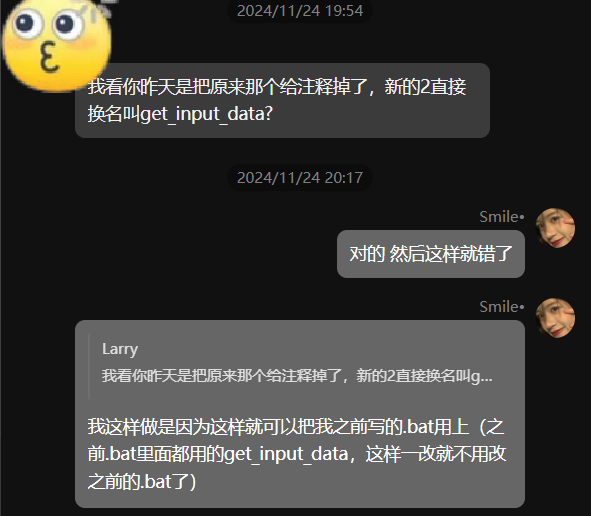 2024/11/24 19:54
我看你昨天是把原来那个给注释掉了，新的2直接
换名叫get_input_data?
2024/11/24 20:17
Smile•
对的 然后这样就错了
Smile•
Larry
我看你昨天是把原来那个给注释掉了，新的2直接换名叫g...
我这样做是因为这样就可以把我之前写的.bat用上（之
前.bat里面都用的get_input_data，这样一改就不用改
之前的.bat了）